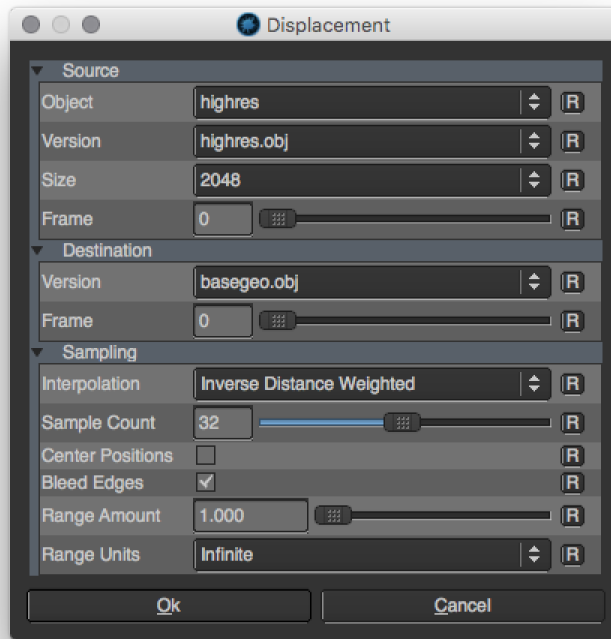 Displacement
Source
Object highres R
Version highres.obj R
Size 2048 R
Frame 0 R
Destination
Version basegeo.obj R
Frame 0 R
Sampling
Interpolation Inverse Distance Weighted R
Sample Count 32 R
Center Positions R
Bleed Edges R
Range Amount 1.000 R
Range Units Infinite R
Ok Cancel